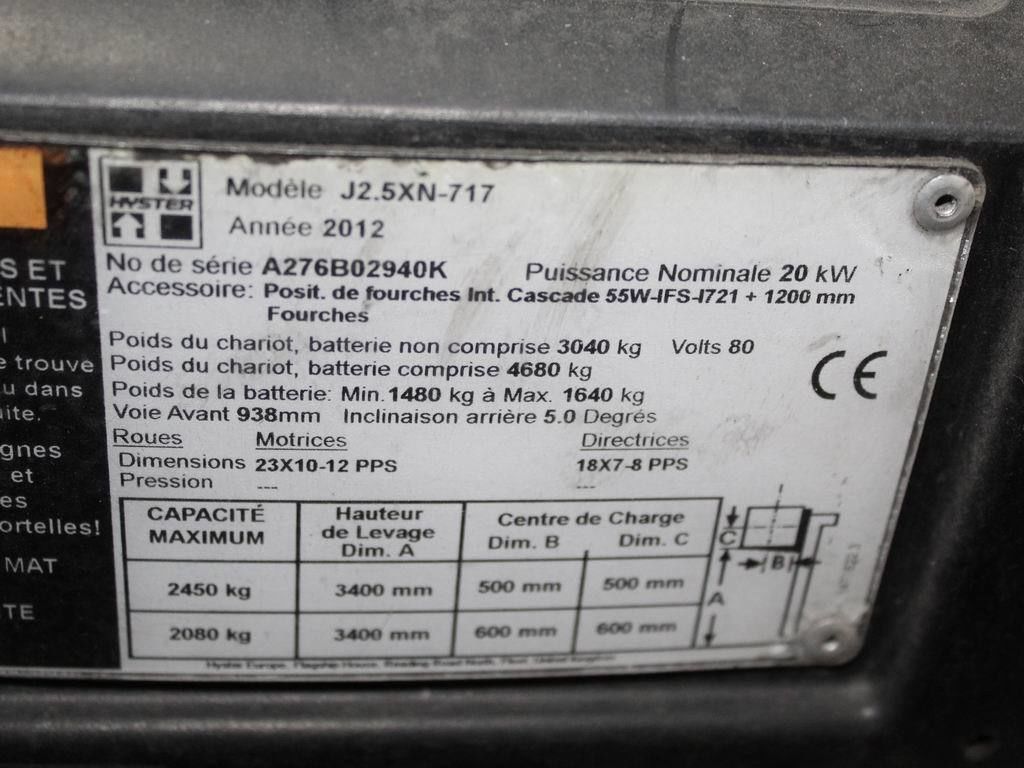 HYSTER
Modèle J2.5XN-717
Année 2012
No de série A276B02940K Puissance Nominale 20 kW
Accessoire: Posit. de fourches Int. Cascade 55W-IFS-I721 + 1200 mm
Fourches
Poids du chariot, batterie non comprise 3040 kg Volts 80
Poids du chariot, batterie comprise 4680 kg
Poids de la batterie: Min. 1480 kg à Max. 1640 kg
Voie Avant 938mm Inclinaison arrière 5.0 Degrés
CE
Roues Motrices Directrices
Dimensions 23X10-12 PPS 18X7-8 PPS
Pression --- ---
CAPACITÉ MAXIMUM
Hauteur de Levage Dim. A
Centre de Charge
Dim. B Dim. C
2450 kg 3400 mm 500 mm 500 mm
2080 kg 3400 mm 600 mm 600 mm
C
B
A
S ET
ENTES
trouve
u dans
ite.
gnes
et
es
ortelles!
MAT
TE